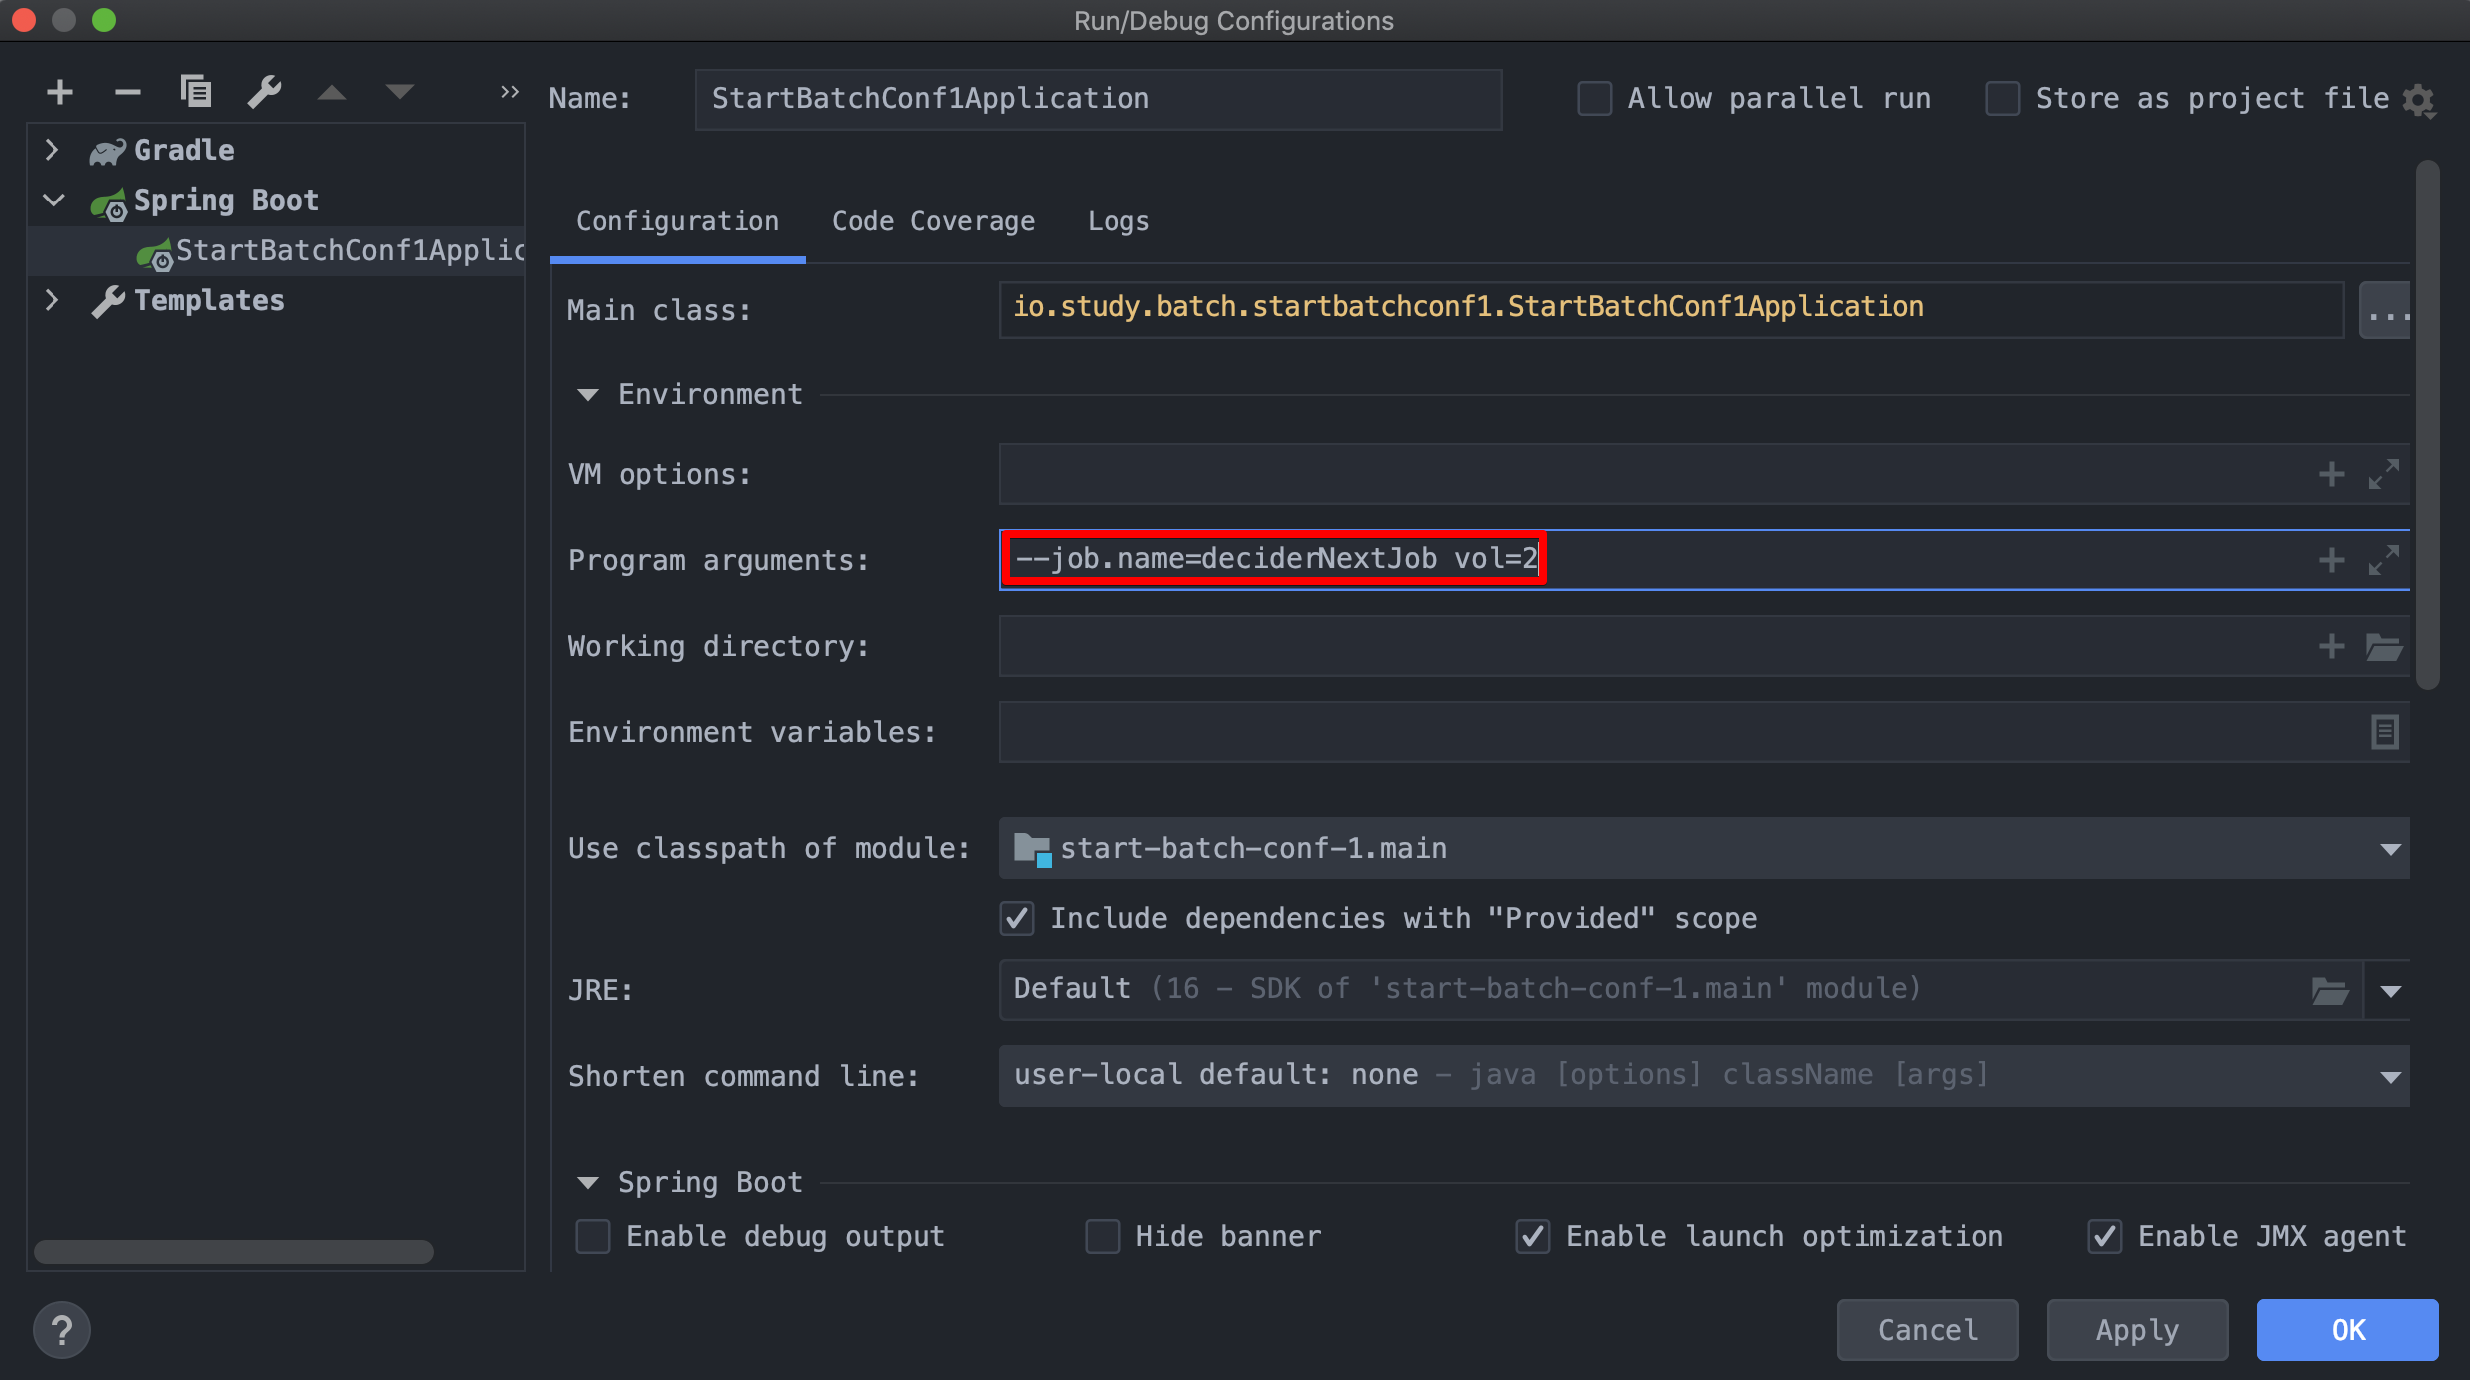 Run/Debug Configurations
Name: StartBatchConf1Application Allow parallel run Store as project file
Gradle
Spring Boot
StartBatchConf1Applic
Templates
Configuration Code Coverage Logs
Main class: io.study.batch.startbatchconf1.StartBatchConf1Application ...
Environment
VM options:
Program arguments: --job.name=deciderNextJob vol=2
Working directory:
Environment variables:
Use classpath of module: start-batch-conf-1.main
Include dependencies with "Provided" scope
JRE: Default (16 - SDK of 'start-batch-conf-1.main' module)
Shorten command line: user-local default: none - java [options] className [args]
Spring Boot
Enable debug output Hide banner Enable launch optimization Enable JMX agent
? Cancel Apply OK